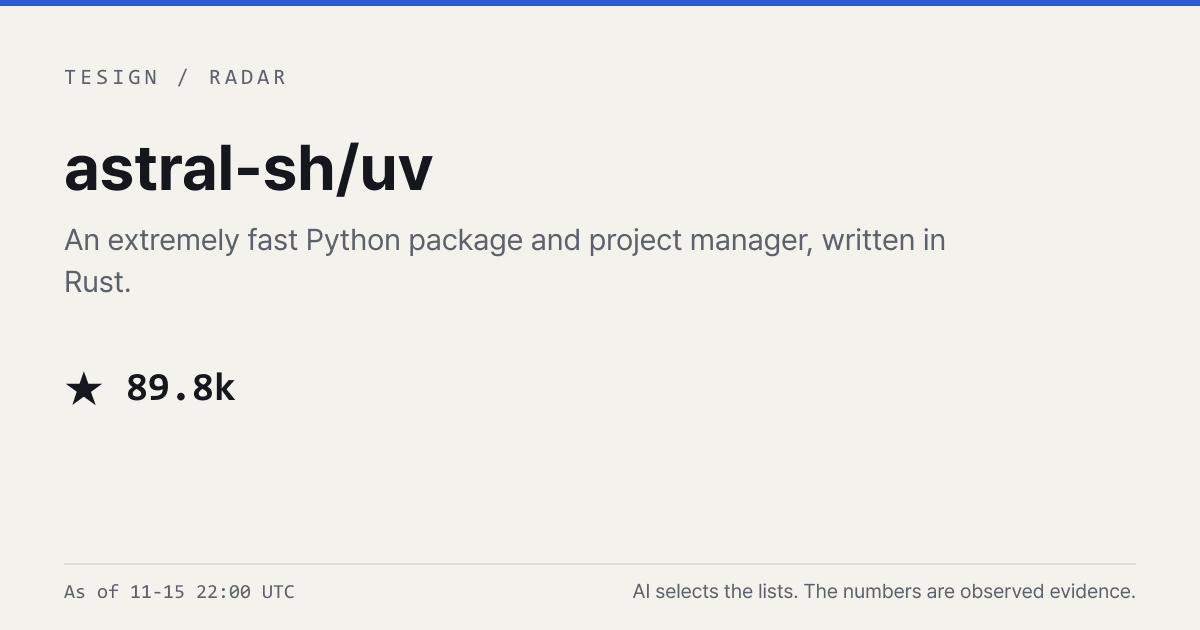 TESIGN / RADAR
astral-sh/uv
An extremely fast Python package and project manager, written in
Rust.
★ 89.8k
As of 11-15 22:00 UTC
AI selects the lists. The numbers are observed evidence.